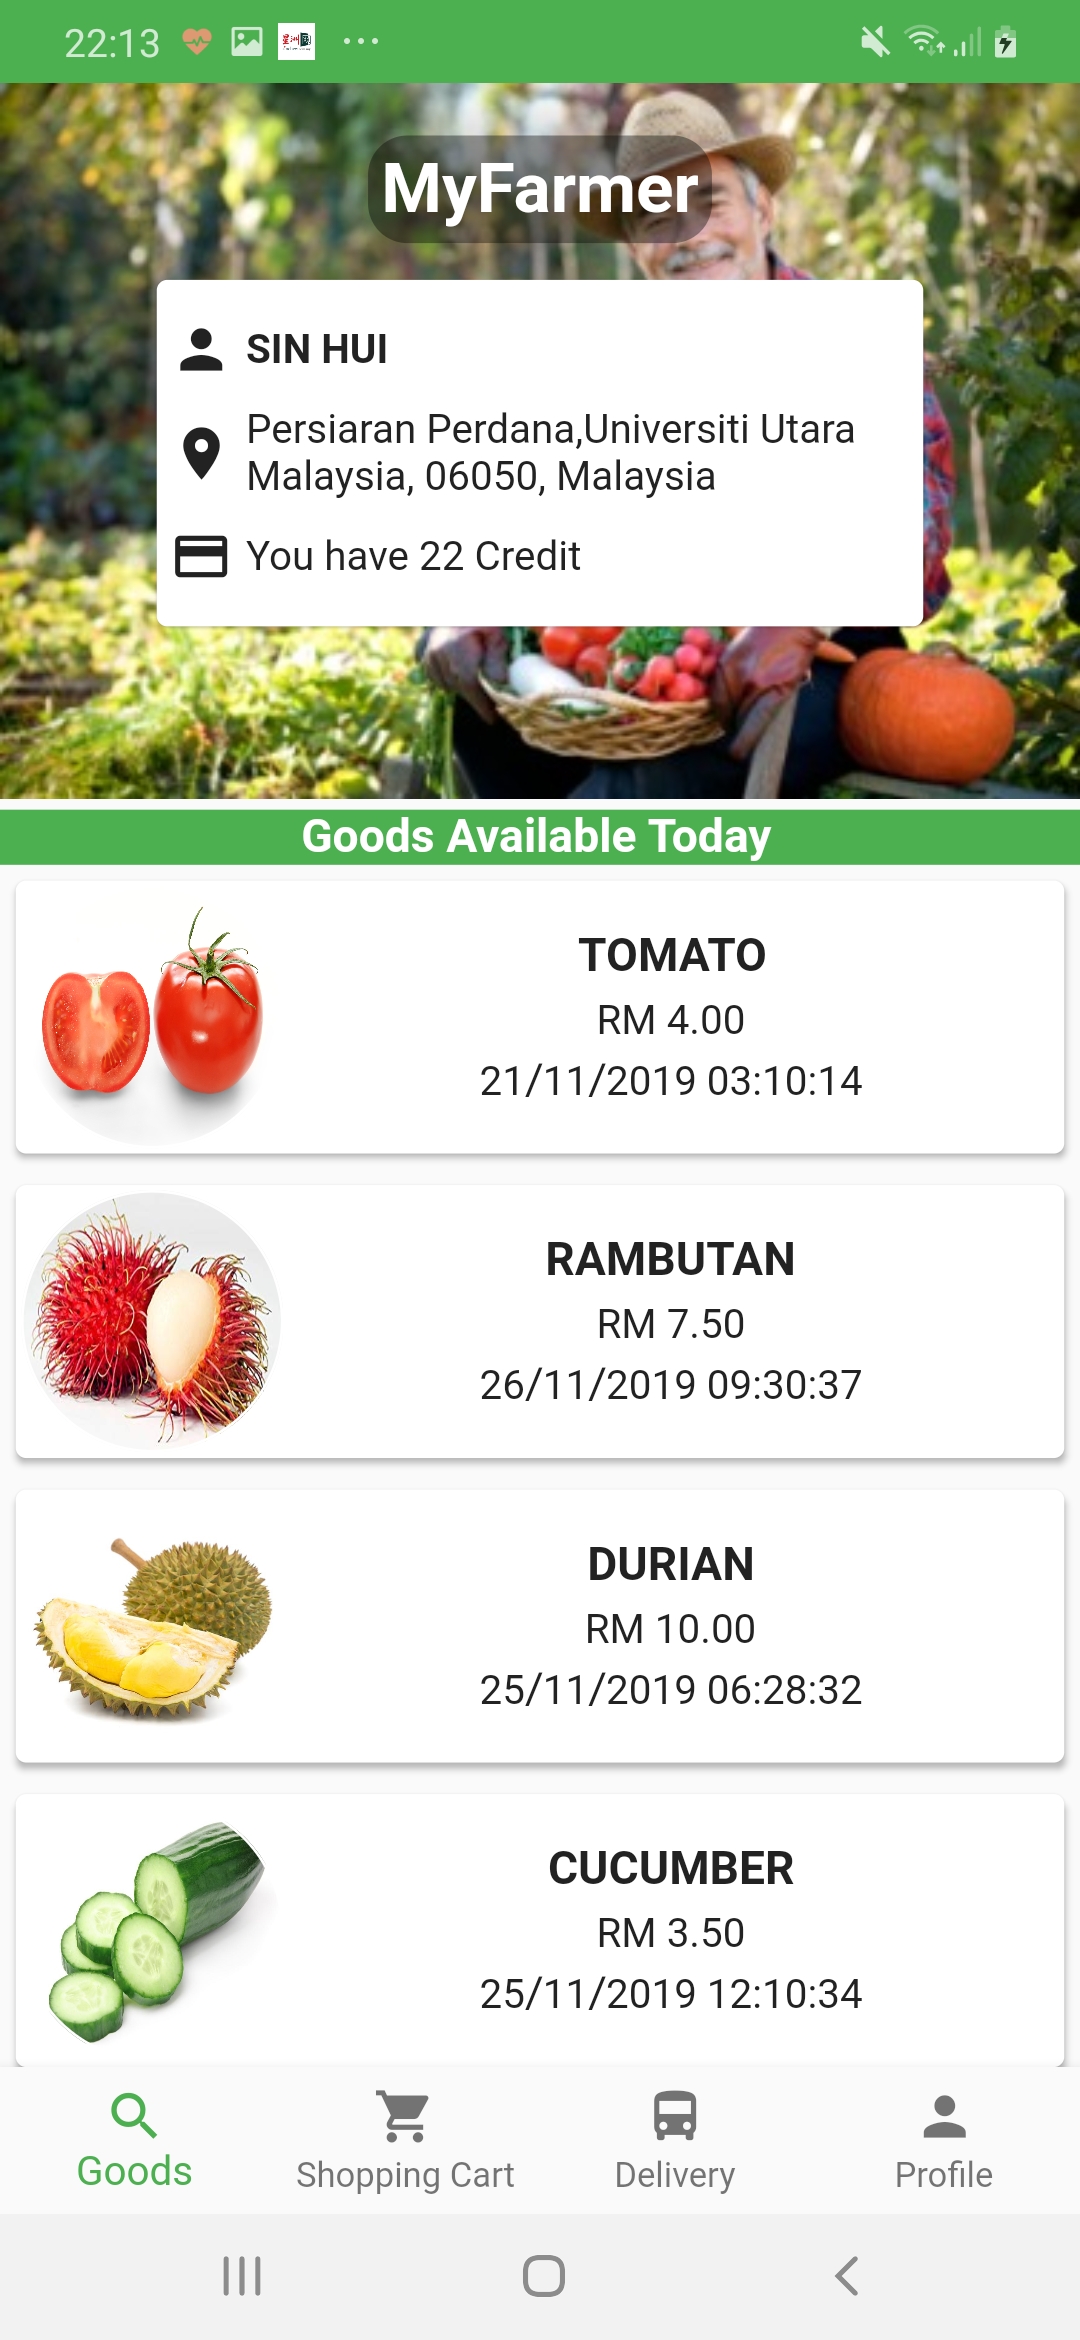 22:13
MyFarmer
SIN HUI
Persiaran Perdana,Universiti Utara
Malaysia, 06050, Malaysia
You have 22 Credit
Goods Available Today
TOMATO
RM 4.00
21/11/2019 03:10:14
RAMBUTAN
RM 7.50
26/11/2019 09:30:37
DURIAN
RM 10.00
25/11/2019 06:28:32
CUCUMBER
RM 3.50
25/11/2019 12:10:34
Goods
Shopping Cart
Delivery
Profile